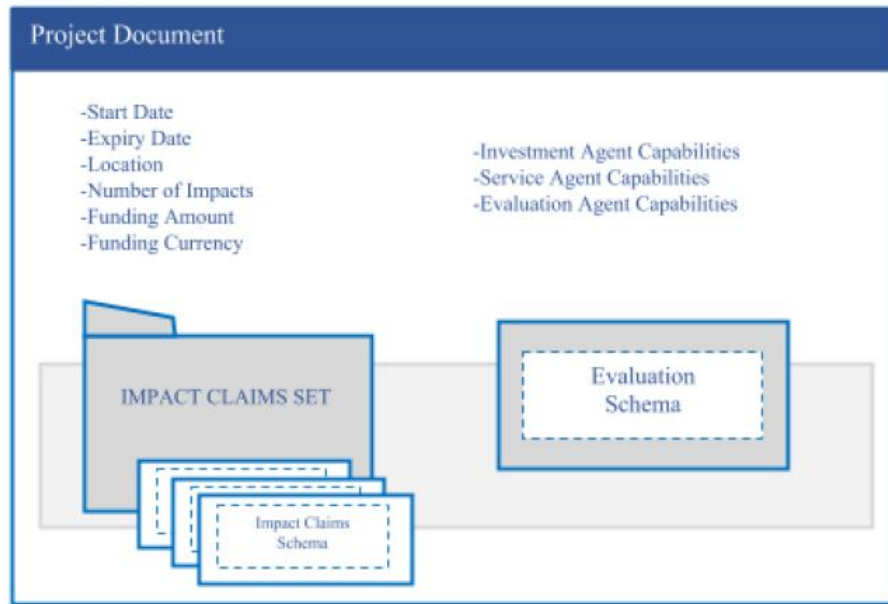 Project Document
-Start Date
-Expiry Date
-Location
-Number of Impacts
-Funding Amount
-Funding Currency
-Investment Agent Capabilities
-Service Agent Capabilities
-Evaluation Agent Capabilities
IMPACT CLAIMS SET
Impact Claims
Schema
Evaluation
Schema